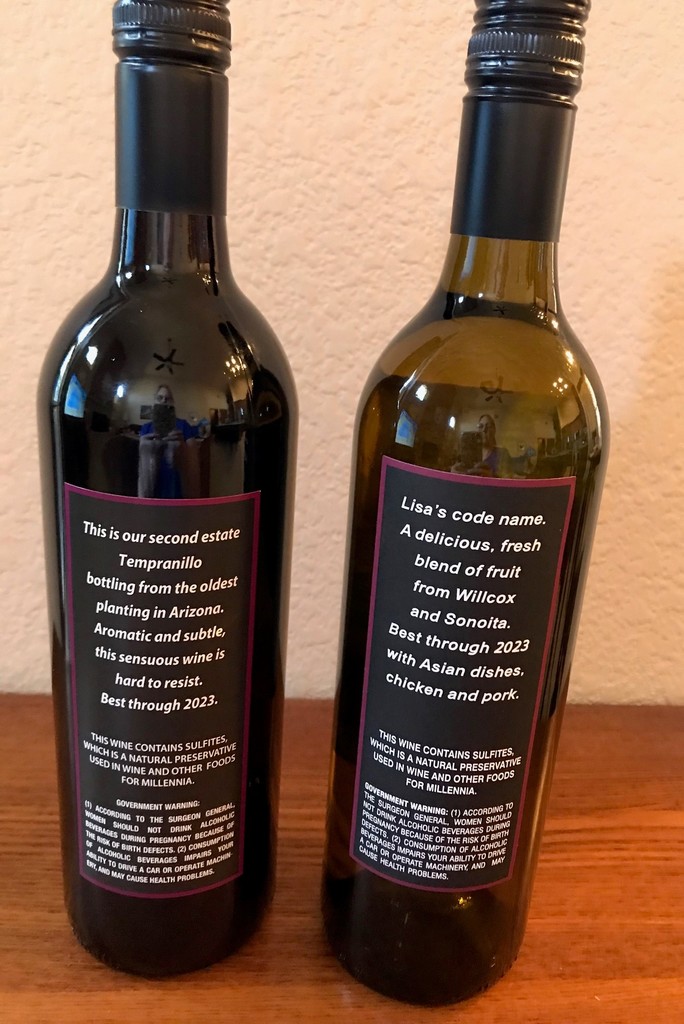 This is our second estate
Tempranillo
bottling from the oldest
planting in Arizona.
Aromatic and subtle,
this sensuous wine is
hard to resist.
Best through 2023.
THIS WINE CONTAINS SULFITES,
WHICH IS A NATURAL PRESERVATIVE
USED IN WINE AND OTHER FOODS
FOR MILLENNIA.
GOVERNMENT WARNING:
(1) ACCORDING TO THE SURGEON GENERAL,
WOMEN SHOULD NOT DRINK ALCOHOLIC
BEVERAGES DURING PREGNANCY BECAUSE OF
THE RISK OF BIRTH DEFECTS. (2) CONSUMPTION
OF ALCOHOLIC BEVERAGES IMPAIRS YOUR
ABILITY TO DRIVE A CAR OR OPERATE MACHIN-
ERY, AND MAY CAUSE HEALTH PROBLEMS.
Lisa's code name.
A delicious, fresh
blend of fruit
from Willcox
and Sonoita.
Best through 2023
with Asian dishes,
chicken and pork.
THIS WINE CONTAINS SULFITES,
WHICH IS A NATURAL PRESERVATIVE
USED IN WINE AND OTHER FOODS
FOR MILLENNIA.
GOVERNMENT WARNING: (1) ACCORDING TO
THE SURGEON GENERAL, WOMEN SHOULD
NOT DRINK ALCOHOLIC BEVERAGES DURING
PREGNANCY BECAUSE OF THE RISK OF BIRTH
DEFECTS. (2) CONSUMPTION OF ALCOHOLIC
BEVERAGES IMPAIRS YOUR ABILITY TO DRIVE
A CAR OR OPERATE MACHINERY, AND MAY
CAUSE HEALTH PROBLEMS.